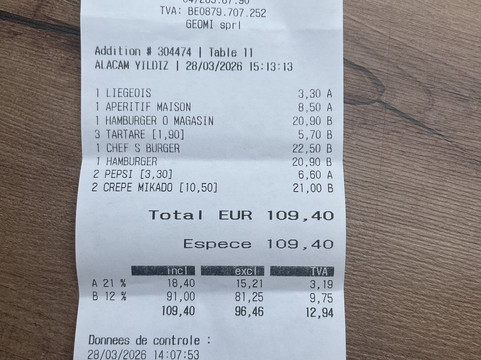 TVA: BE0879.707.252
GEOMI sprl
Addition # 304474 | Table 11
ALACAM YILDIZ | 28/03/2026 15:13:13
1 LIEGEOIS 3,30 A
1 APERITIF MAISON 8,50 A
1 HAMBURGER O MAGASIN 20,90 B
3 TARTARE [1,90] 5,70 B
1 CHEF S BURGER 22,50 B
1 HAMBURGER 20,90 B
2 PEPSI [3,30] 6,60 A
2 CREPE MIKADO [10,50] 21,00 B
Total EUR 109,40
Espece 109,40
incl excl TVA
A 21 % 18,40 15,21 3,19
B 12 % 91,00 81,25 9,75
109,40 96,46 12,94
Donnees de controle :
28/03/2026 14:07:53